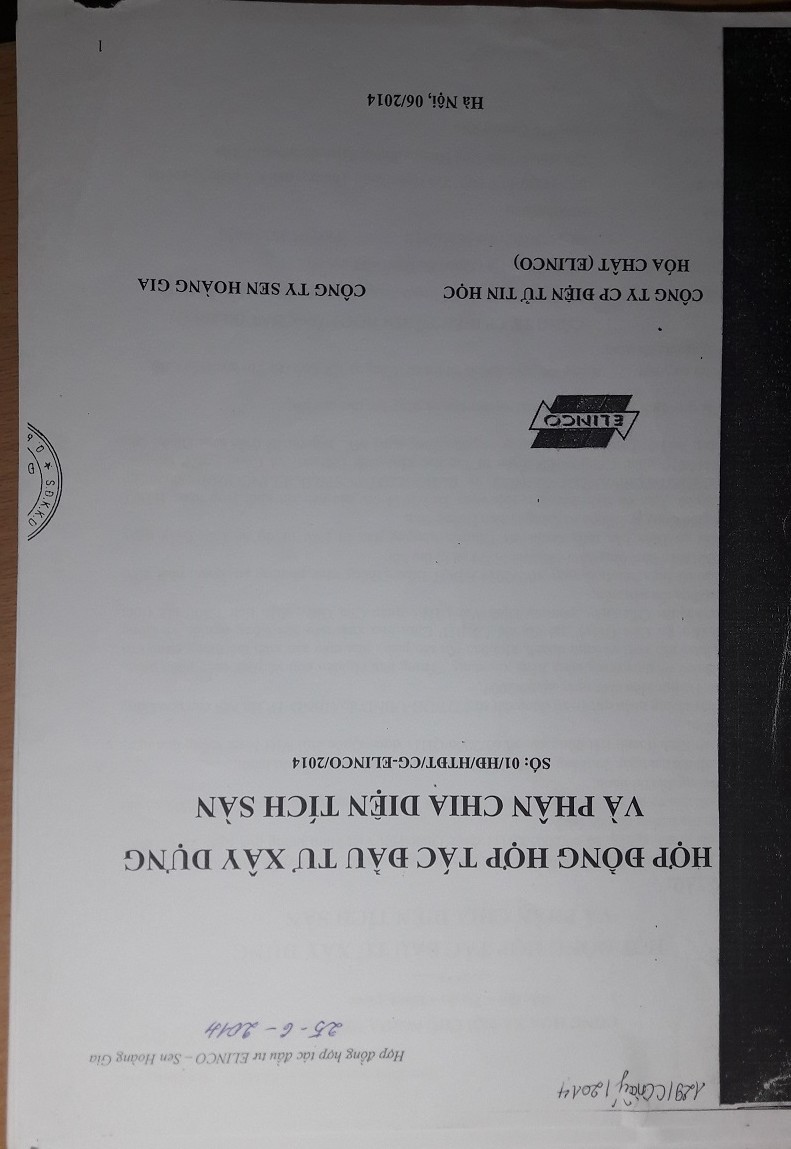 Hợp đồng hợp tác đầu tư ELINCO – Sen Hoàng Gia
25-6-2014
HỢP ĐỒNG HỢP TÁC ĐẦU TƯ XÂY DỰNG
VÀ PHÂN CHIA DIỆN TÍCH SÀN
SỐ: 01/HĐ/HTĐT/CG-ELINCO/2014
★ S.Đ.K.K.D
ELINCO
CÔNG TY CP ĐIỆN TỬ TIN HỌC
HÓA CHẤT (ELINCO)
CÔNG TY SEN HOÀNG GIA
Hà Nội, 06/2014
1